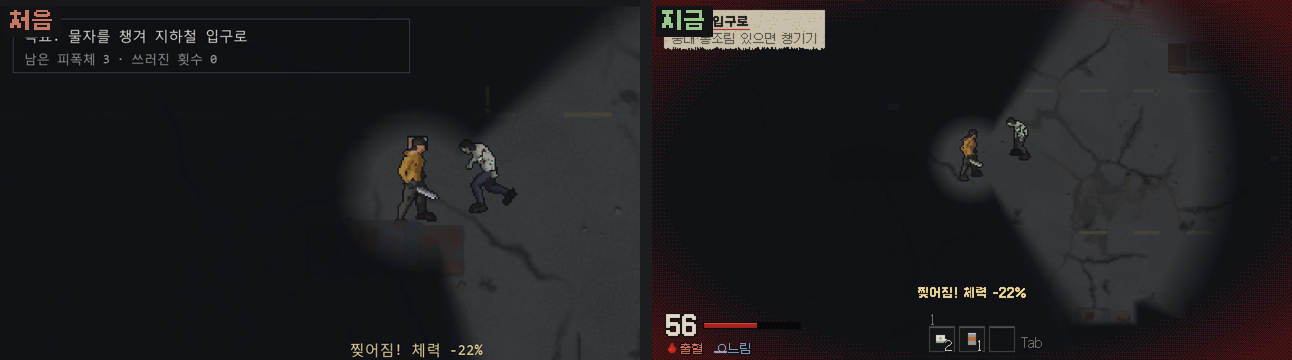 처음
목표: 물자를 챙겨 지하철 입구로
남은 피폭체 3 · 쓰러진 횟수 0
찢어짐! 체력 -22%
지금
입구로
통조림 있으면 챙기기
찢어짐! 체력 -22%
56
출혈 느림
1
2 1 Tab